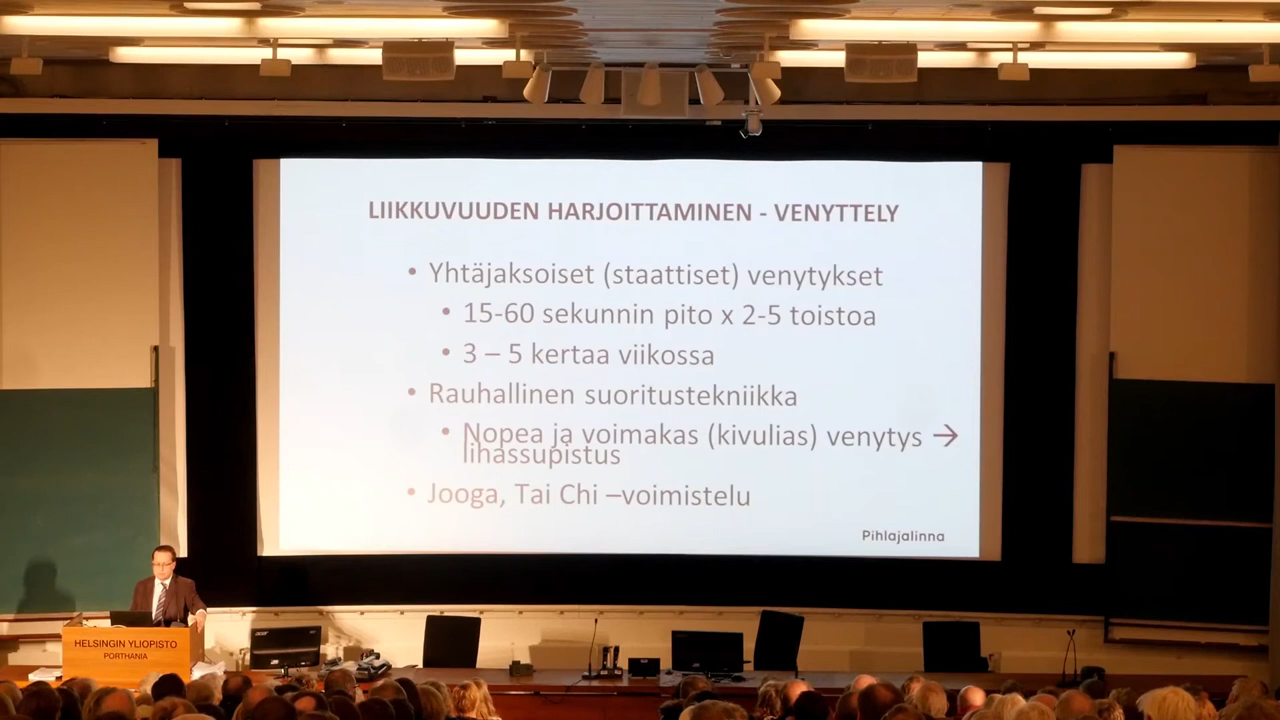 LIIKKUVUUDEN HARJOITTAMINEN - VENYTTELY
• Yhtäjaksoiset (staattiset) venytykset
• 15-60 sekunnin pito x 2-5 toistoa
• 3 – 5 kertaa viikossa
• Rauhallinen suoritustekniikka
• Nopea ja voimakas (kivulias) venytys →
lihassupistus
• Jooga, Tai Chi –voimistelu
Pihlajalinna
HELSINGIN YLIOPISTO
PORTHANIA
acer